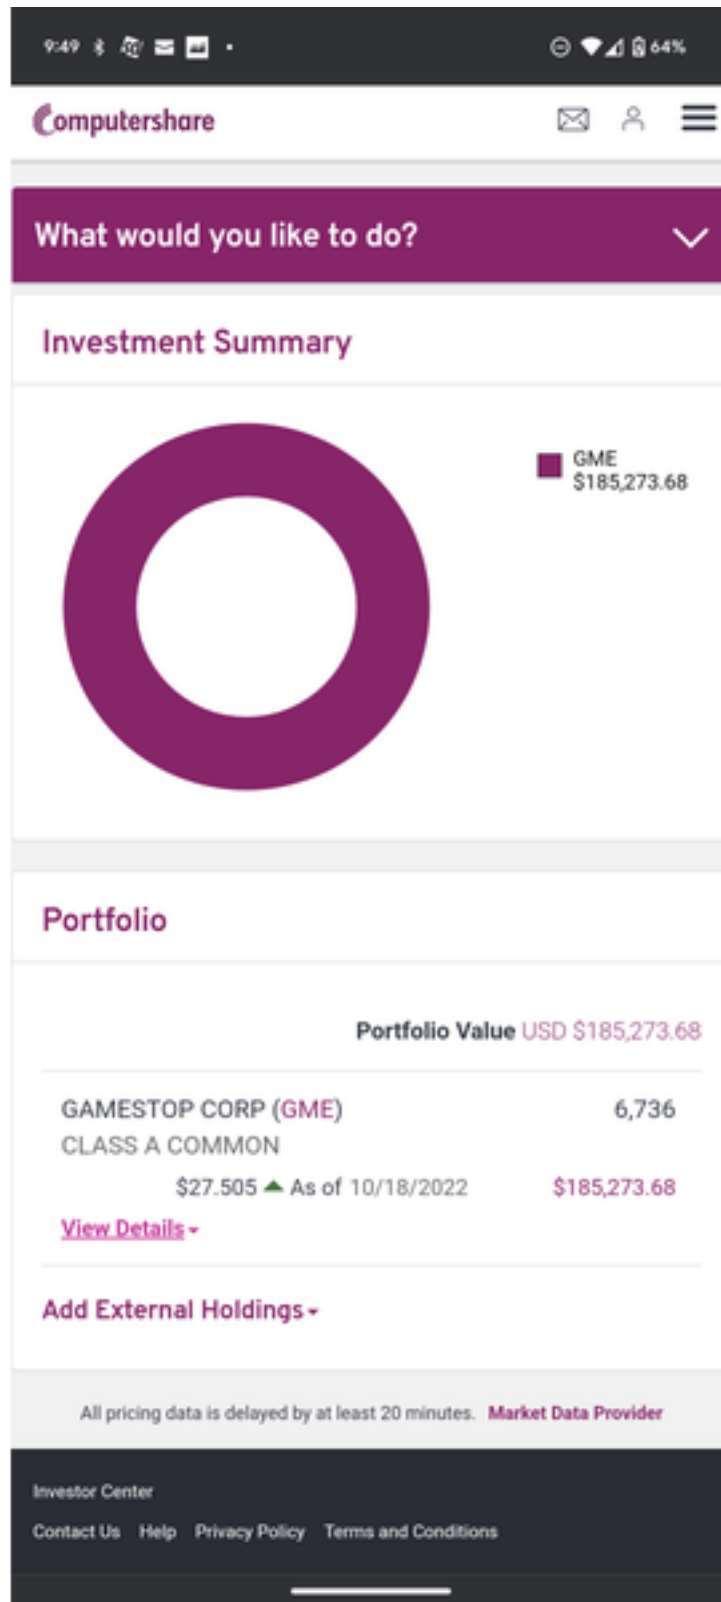 9:49
64%
Computershare
What would you like to do?
Investment Summary
GME
$185,273.68
Portfolio
Portfolio Value USD $185,273.68
GAMESTOP CORP (GME) 6,736
CLASS A COMMON
$27.505 As of 10/18/2022 $185,273.68
View Details
Add External Holdings
All pricing data is delayed by at least 20 minutes. Market Data Provider
Investor Center
Contact Us Help Privacy Policy Terms and Conditions